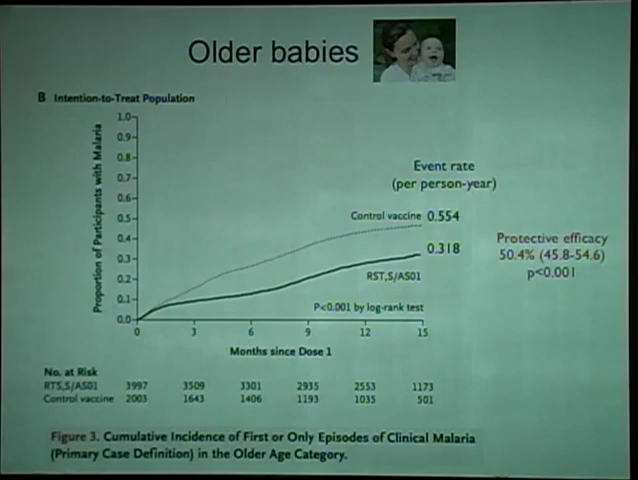 Older babies
B Intention-to-Treat Population
Proportion of Participants with Malaria
1.0
0.9
0.8
0.7
0.6
0.5
0.4
0.3
0.2
0.1
0.0
Event rate
(per person-year)
Control vaccine 0.554
0.318
RST,S/AS01
P<0.001 by log-rank test
Protective efficacy
50.4% (45.8-54.6)
p<0.001
0 3 6 9 12 15
Months since Dose 1
No. at Risk
RTS,S/AS01 3997 3509 3301 2935 2553 1173
Control vaccine 2003 1643 1406 1193 1035 501
Figure 3. Cumulative Incidence of First or Only Episodes of Clinical Malaria
(Primary Case Definition) in the Older Age Category.